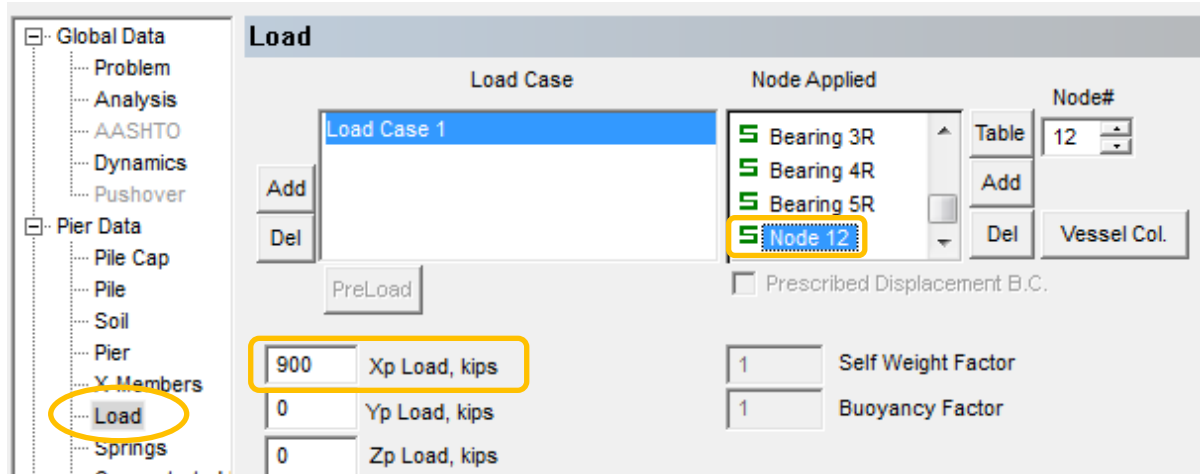 Global Data
Problem
Analysis
AASHTO
Dynamics
Pushover
Pier Data
Pile Cap
Pile
Soil
Pier
X-Members
Load
Springs
Load
Load Case
Node Applied
Node#
Load Case 1
Bearing 3R
Bearing 4R
Bearing 5R
Node 12
Table
12
Add
Add
Del
Del
Vessel Col.
PreLoad
Prescribed Displacement B.C.
900 Xp Load, kips
1 Self Weight Factor
0 Yp Load, kips
1 Buoyancy Factor
0 Zp Load, kips